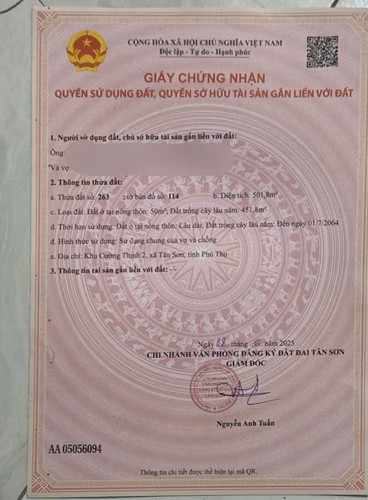 CỘNG HÒA XÃ HỘI CHỦ NGHĨA VIỆT NAM
Độc lập - Tự do - Hạnh phúc
GIẤY CHỨNG NHẬN
QUYỀN SỬ DỤNG ĐẤT, QUYỀN SỞ HỮU TÀI SẢN GẮN LIỀN VỚI ĐẤT
1. Người sử dụng đất, chủ sở hữu tài sản gắn liền với đất:
Ông:
Và vợ
2. Thông tin thửa đất:
a. Thửa đất số: 263 tờ bản đồ số: 114 b. Diện tích: 501,8m²
c. Loại đất: Đất ở tại nông thôn: 50m²; Đất trồng cây lâu năm: 451,8m²
d. Thời hạn sử dụng: Đất ở tại nông thôn: Lâu dài; Đất trồng cây lâu năm: Đến ngày 01/7/2064
đ. Hình thức sử dụng: Sử dụng chung của vợ và chồng
e. Địa chỉ: Khu Cường Thịnh 2, xã Tân Sơn, tỉnh Phú Thọ
3. Thông tin tài sản gắn liền với đất: --
Ngày tháng năm 2025
CHI NHÁNH VĂN PHÒNG ĐĂNG KÝ ĐẤT ĐAI TÂN SƠN
GIÁM ĐỐC
Nguyễn Anh Tuấn
AA 05056094
Thông tin chi tiết được thể hiện tại mã QR.